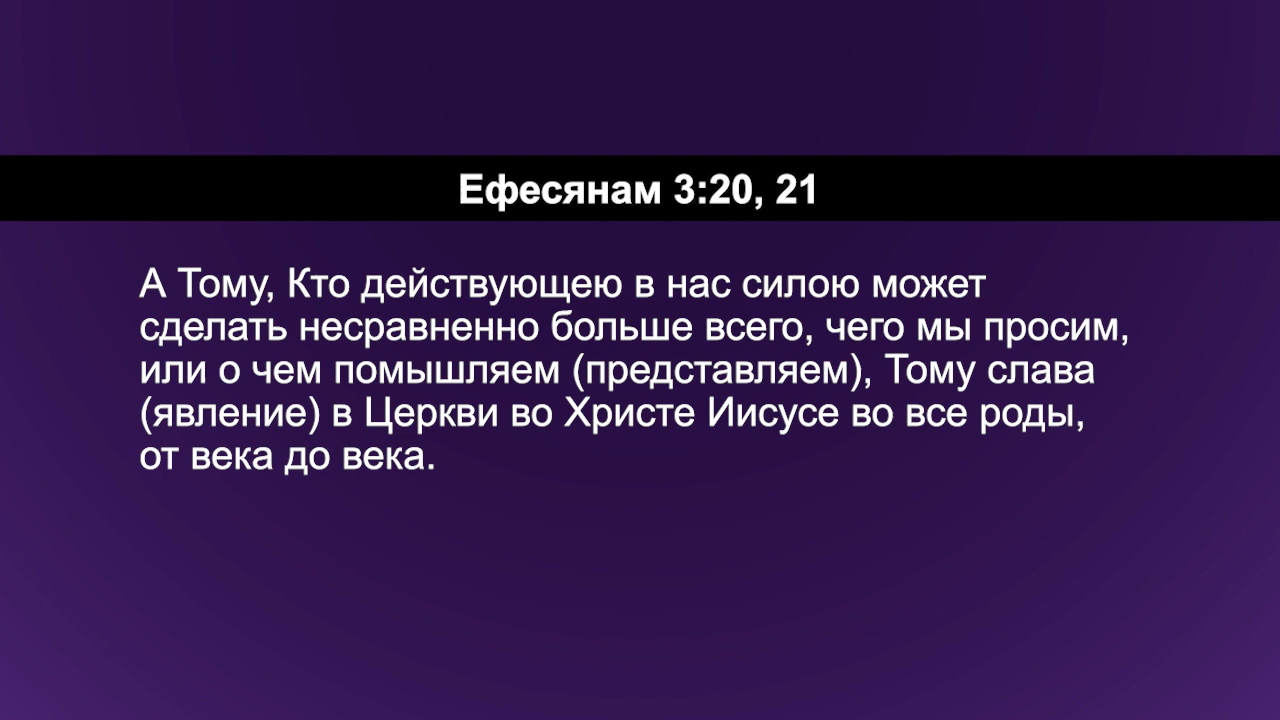 Ефесянам 3:20, 21
А Тому, Кто действующею в нас силою может
сделать несравненно больше всего, чего мы просим,
или о чем помышляем (представляем), Тому слава
(явление) в Церкви во Христе Иисусе во все роды,
от века до века.